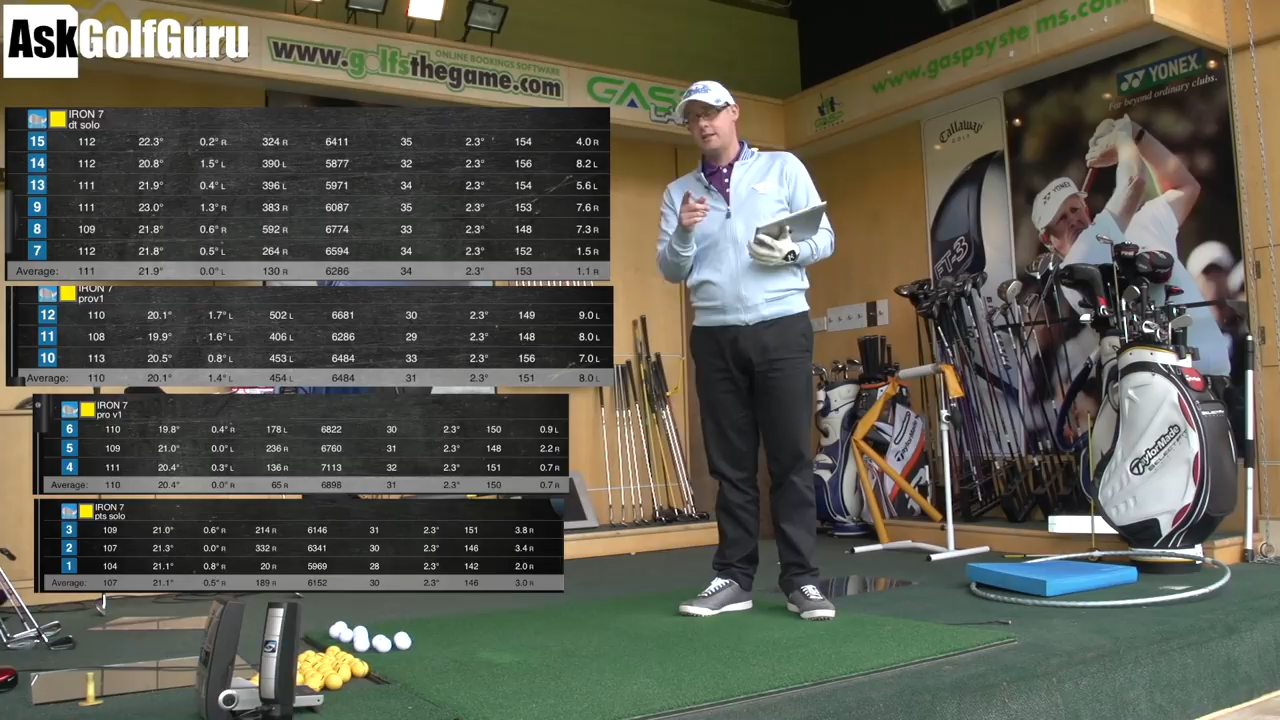 AskGolfGuru
www.golfsthegame.com
ONLINE BOOKINGS SOFTWARE
www.gaspsystems.com
YONEX
Far beyond ordinary clubs.
Callaway
GOLF
YONEX
FT-3
TaylorMade
TaylorMade
IRON 7
dt solo
15 112 22.3° 0.2° R 324 R 6411 35 2.3° 154 4.0 R
14 112 20.8° 1.5° L 390 L 5877 32 2.3° 156 8.2 L
13 111 21.9° 0.4° L 396 L 5971 34 2.3° 154 5.6 L
9 111 23.0° 1.3° R 383 R 6087 35 2.3° 153 7.6 R
8 109 21.8° 0.6° R 592 R 6774 33 2.3° 148 7.3 R
7 112 21.8° 0.5° L 264 R 6594 34 2.3° 152 1.5 R
Average: 111 21.9° 0.0° L 130 R 6286 34 2.3° 153 1.1 R
IRON 7
prov1
12 110 20.1° 1.7° L 502 L 6681 30 2.3° 149 9.0 L
11 108 19.9° 1.6° L 406 L 6286 29 2.3° 148 8.0 L
10 113 20.5° 0.8° L 453 L 6484 33 2.3° 156 7.0 L
Average: 110 20.1° 1.4° L 454 L 6484 31 2.3° 151 8.0 L
IRON 7
pro v1
6 110 19.8° 0.4° R 178 L 6822 30 2.3° 150 0.9 L
5 109 21.0° 0.0° L 236 R 6760 31 2.3° 148 2.2 R
4 111 20.4° 0.3° L 136 R 7113 32 2.3° 151 0.7 R
Average: 110 20.4° 0.0° R 65 R 6898 31 2.3° 150 0.7 R
IRON 7
pts solo
3 109 21.0° 0.6° R 214 R 6146 31 2.3° 151 3.8 R
2 107 21.3° 0.0° R 332 R 6341 30 2.3° 146 3.4 R
1 104 21.1° 0.8° R 20 R 5969 28 2.3° 142 2.0 R
Average: 107 21.1° 0.5° R 189 R 6152 30 2.3° 146 3.0 R